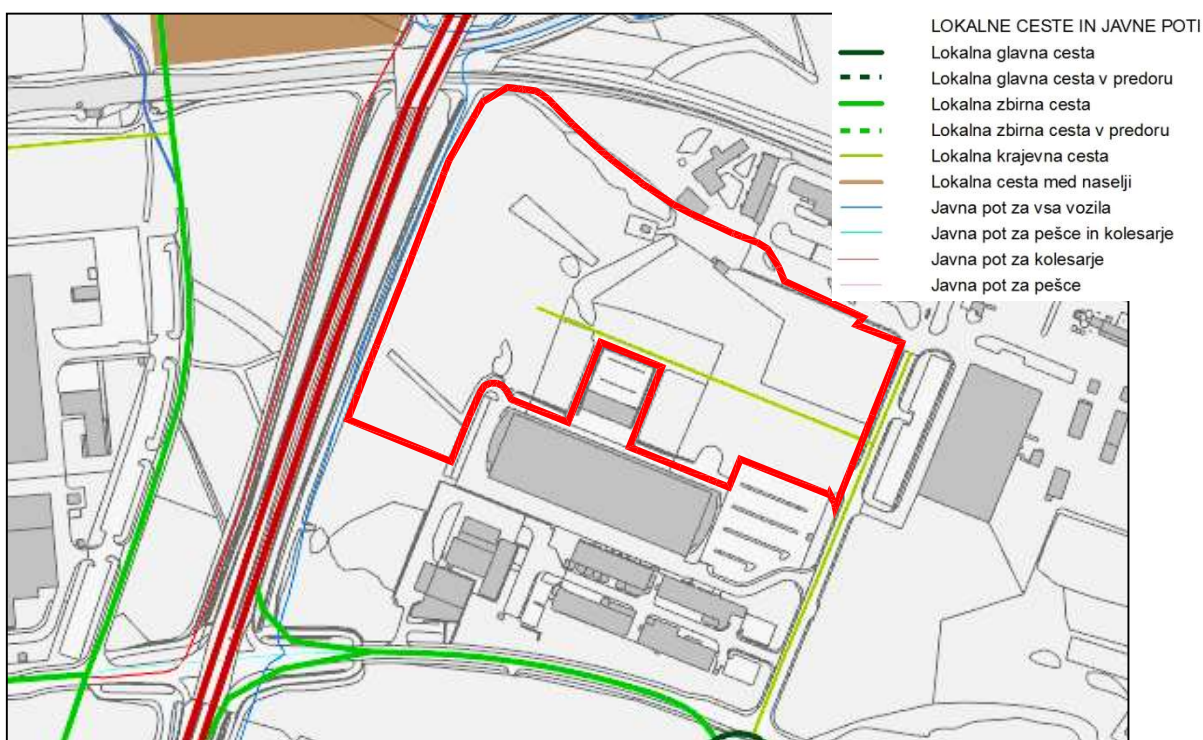 LOKALNE CESTE IN JAVNE POTI
Lokalna glavna cesta
Lokalna glavna cesta v predoru
Lokalna zbirna cesta
Lokalna zbirna cesta v predoru
Lokalna krajevna cesta
Lokalna cesta med naselji
Javna pot za vsa vozila
Javna pot za pešce in kolesarje
Javna pot za kolesarje
Javna pot za pešce